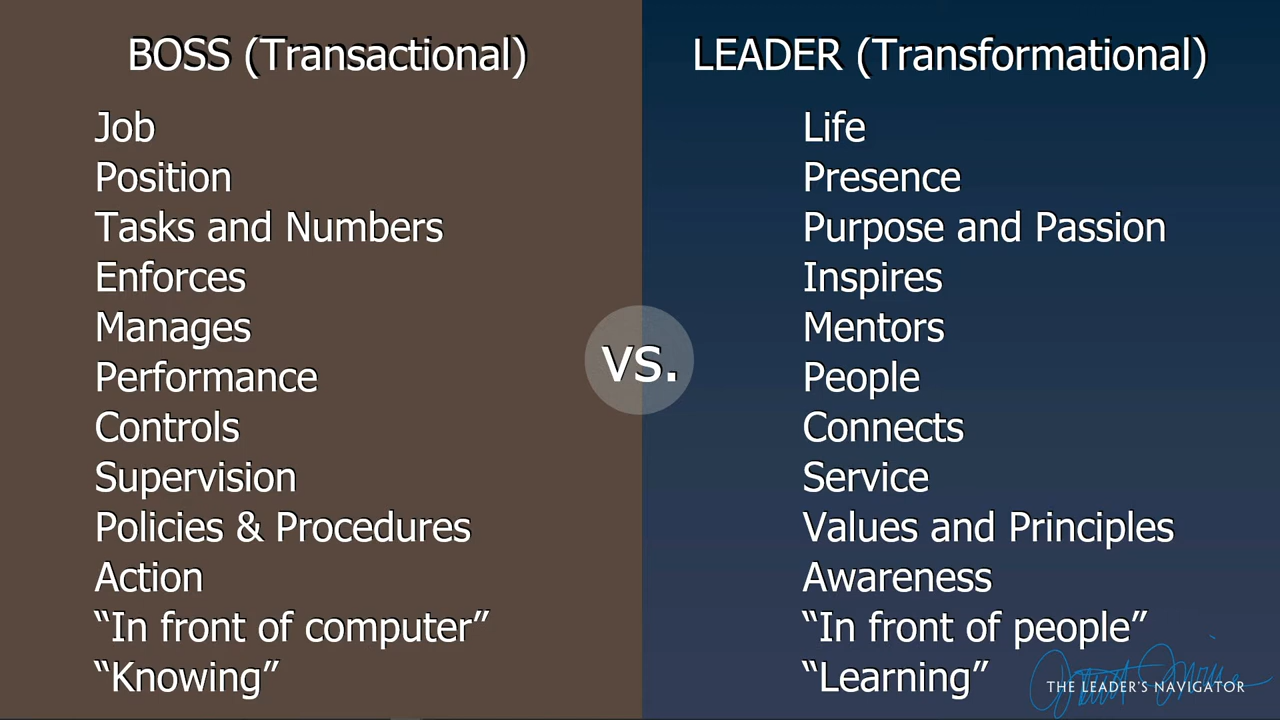 BOSS (Transactional)
Job
Position
Tasks and Numbers
Enforces
Manages
Performance
Controls
Supervision
Policies & Procedures
Action
“In front of computer”
“Knowing”
vs.
LEADER (Transformational)
Life
Presence
Purpose and Passion
Inspires
Mentors
People
Connects
Service
Values and Principles
Awareness
“In front of people”
“Learning”
THE LEADER'S NAVIGATOR